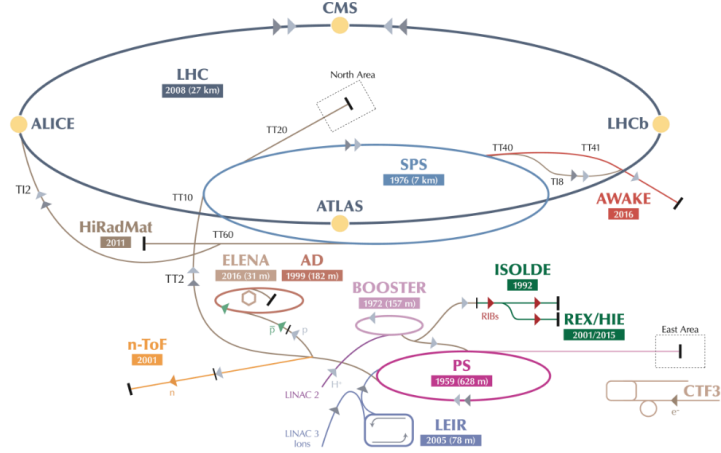 CMS
LHC
2008 (27 km)
North Area
ALICE
LHCb
TT20
TT40
TT41
SPS
1976 (7 km)
TI2
TT10
TI8
AWAKE
2016
ATLAS
HiRadMat
2011
TT60
ELENA
2016 (31 m)
AD
1999 (182 m)
TT2
BOOSTER
1972 (157 m)
ISOLDE
1992
RIBs
REX/HIE
2001/2015
p̅
p
East Area
n-ToF
2001
PS
1959 (628 m)
n
LINAC 2
H⁺
CTF3
e⁻
LEIR
2005 (78 m)
LINAC 3
Ions